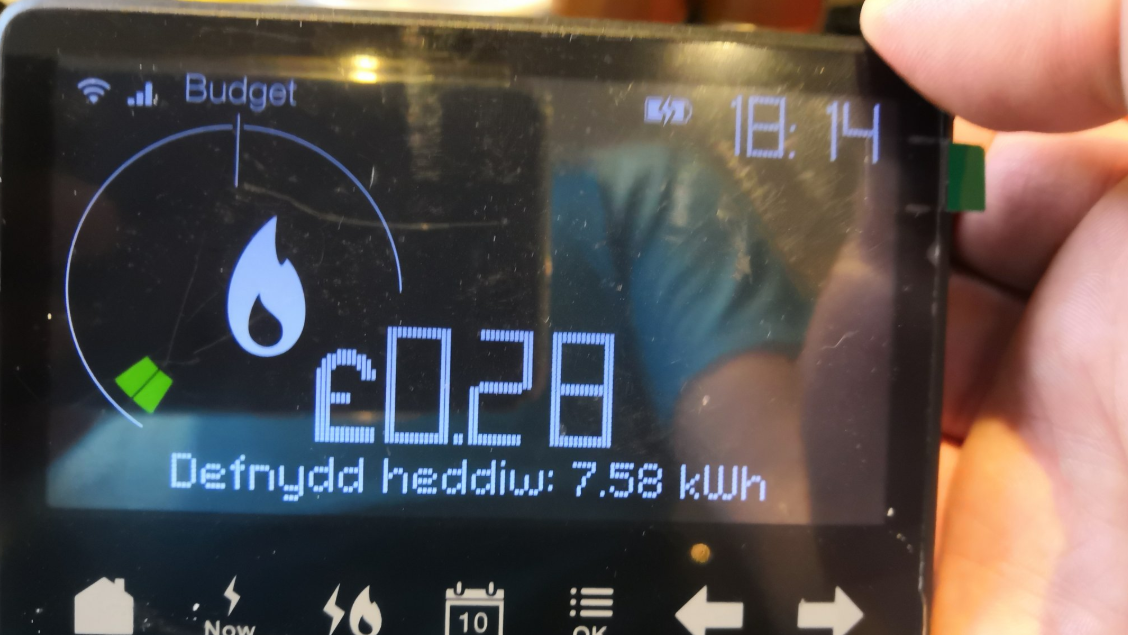 Budget
18:14
£0.28
Defnydd heddiw: 7.58 kWh
Now
10
OK